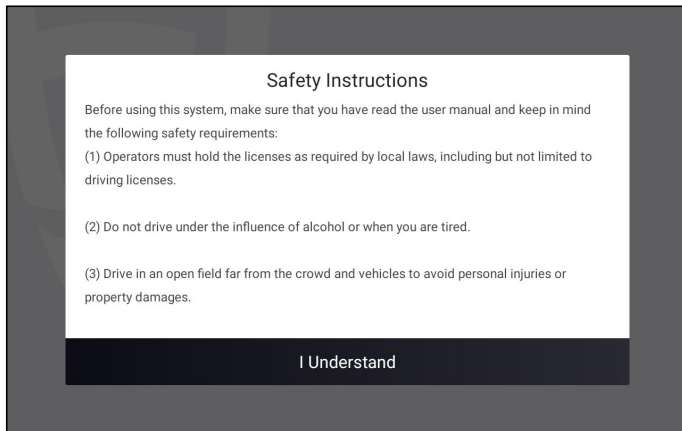 Safety Instructions
Before using this system, make sure that you have read the user manual and keep in mind
the following safety requirements:
(1) Operators must hold the licenses as required by local laws, including but not limited to
driving licenses.
(2) Do not drive under the influence of alcohol or when you are tired.
(3) Drive in an open field far from the crowd and vehicles to avoid personal injuries or
property damages.
I Understand